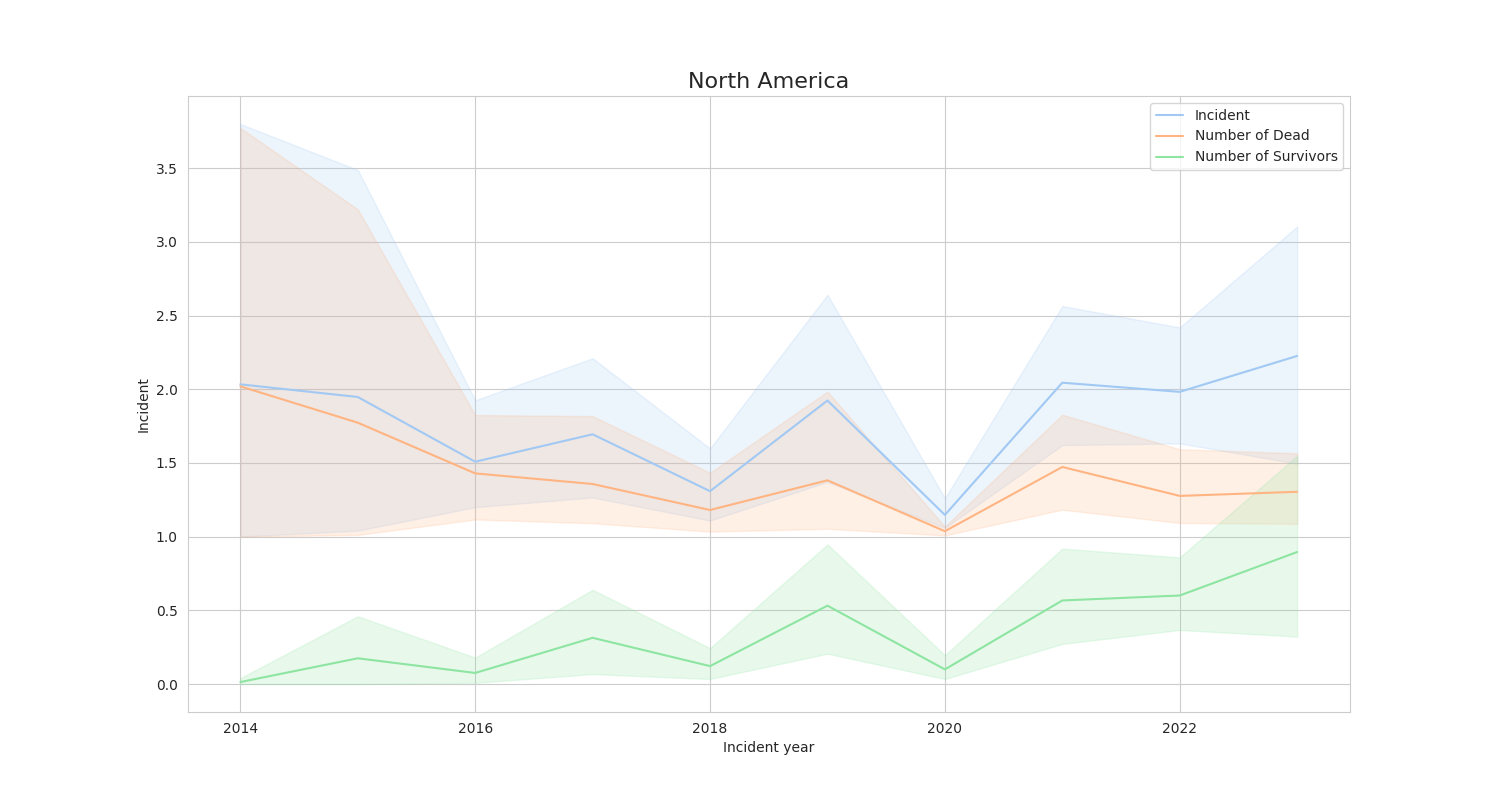 North America
Incident
Number of Dead
Number of Survivors
3.5
3.0
2.5
2.0
1.5
1.0
0.5
0.0
Incident
2014
2016
2018
2020
2022
Incident year